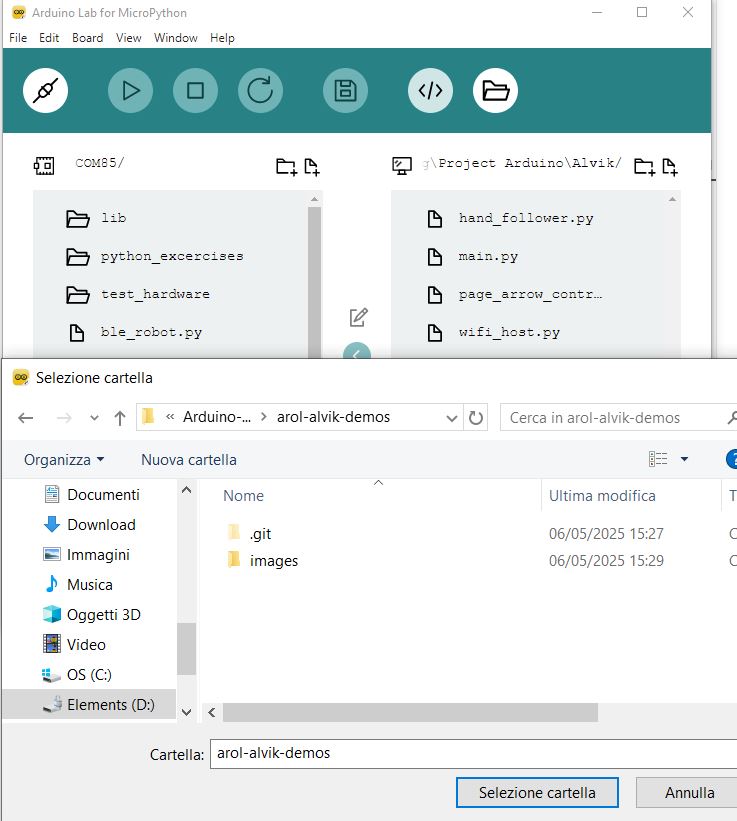 Arduino Lab for MicroPython
File Edit Board View Window Help
COM85/
g\Project Arduino\Alvik/
lib
hand_follower.py
python_excercises
main.py
test_hardware
page_arrow_contr…
ble_robot.py
wifi_host.py
Selezione cartella
« Arduino-... > arol-alvik-demos
Cerca in arol-alvik-demos
Organizza
Nuova cartella
Documenti
Download
Immagini
Musica
Oggetti 3D
Video
OS (C:)
Elements (D:)
Nome
Ultima modifica
T
.git
06/05/2025 15:27
C
images
06/05/2025 15:29
C
Cartella:
arol-alvik-demos
Selezione cartella
Annulla